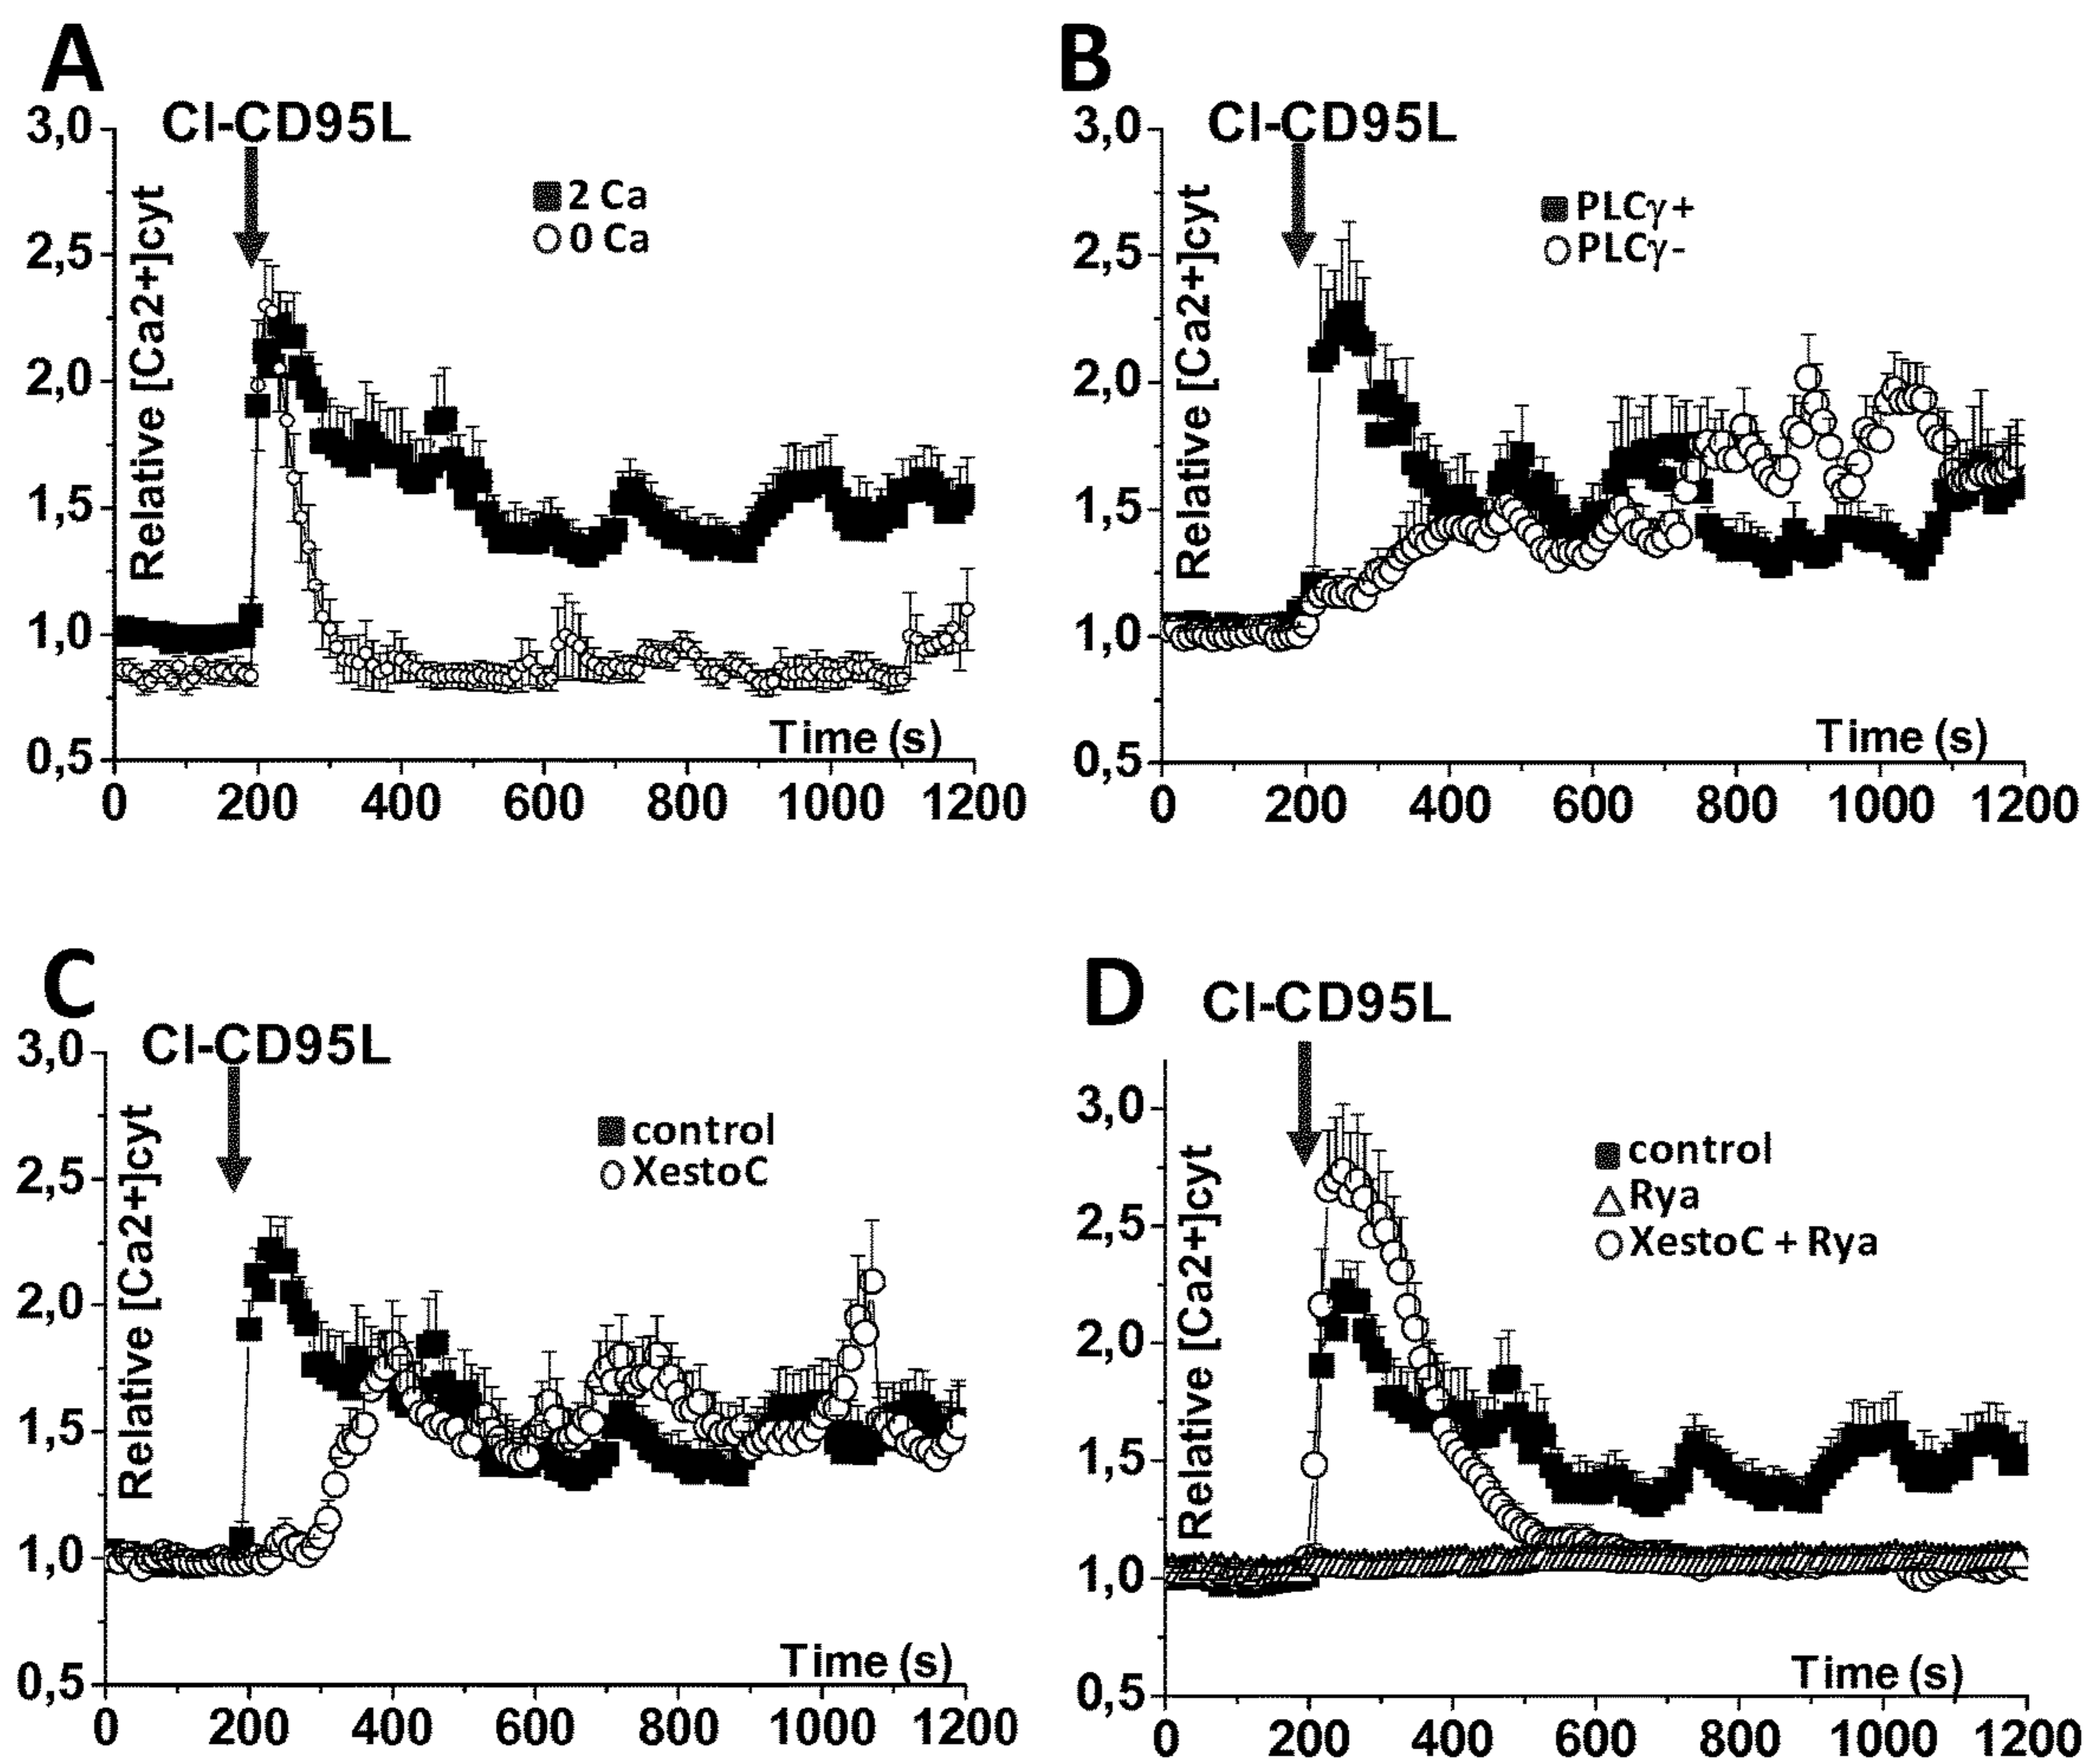 A
Cl-CD95L
3,0
2,5
2,0
1,5
1,0
0,5
Relative [Ca2+]cyt
2 Ca
0 Ca
Time (s)
0 200 400 600 800 1000 1200
B
Cl-CD95L
3,0
2,5
2,0
1,5
1,0
0,5
Relative [Ca2+]cyt
PLCγ+
PLCγ-
Time (s)
0 200 400 600 800 1000 1200
C
Cl-CD95L
3,0
2,5
2,0
1,5
1,0
0,5
Relative [Ca2+]cyt
control
XestoC
Time (s)
0 200 400 600 800 1000 1200
D
Cl-CD95L
3,0
2,5
2,0
1,5
1,0
0,5
Relative [Ca2+]cyt
control
Rya
XestoC + Rya
Time (s)
0 200 400 600 800 1000 1200